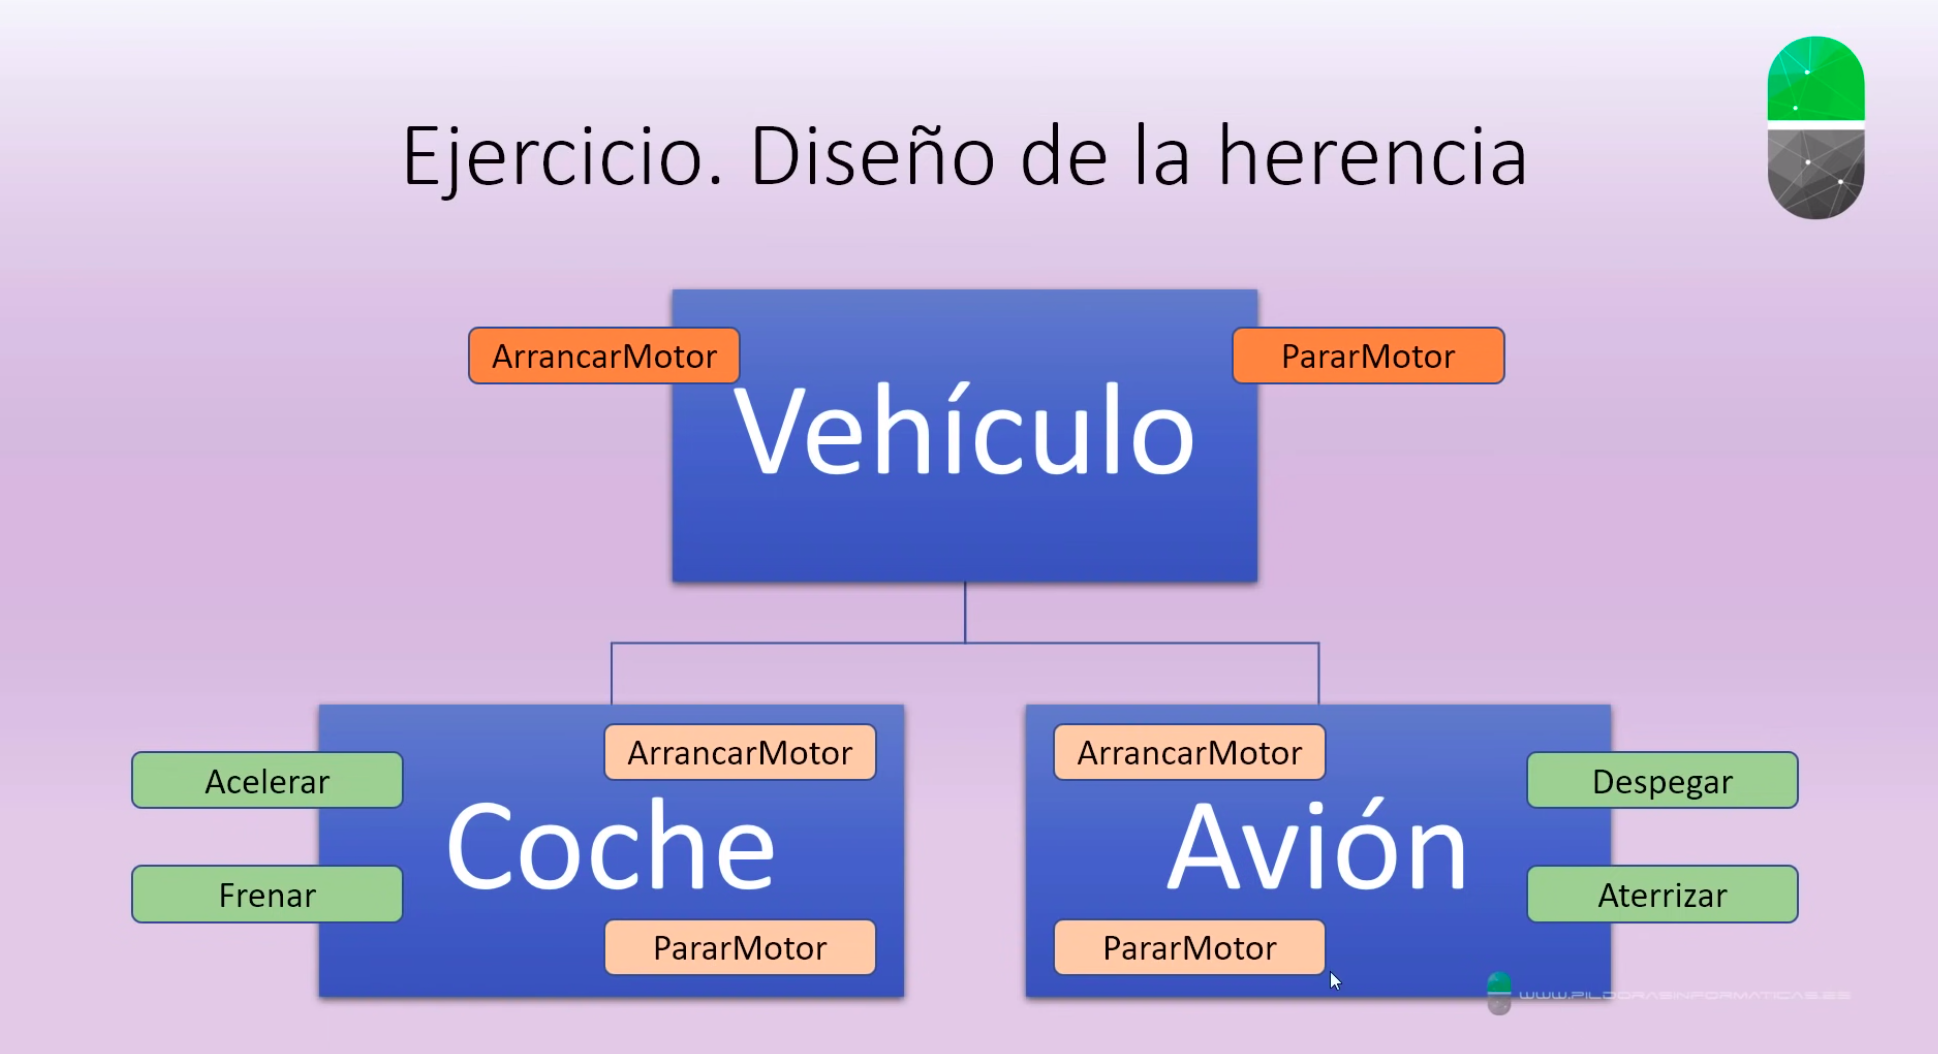 Ejercicio. Diseño de la herencia
ArrancarMotor
PararMotor
Vehículo
ArrancarMotor
ArrancarMotor
Acelerar
Despegar
Coche
Avión
Frenar
Aterrizar
PararMotor
PararMotor
WWW.PILDORASINFORMATICAS.ES